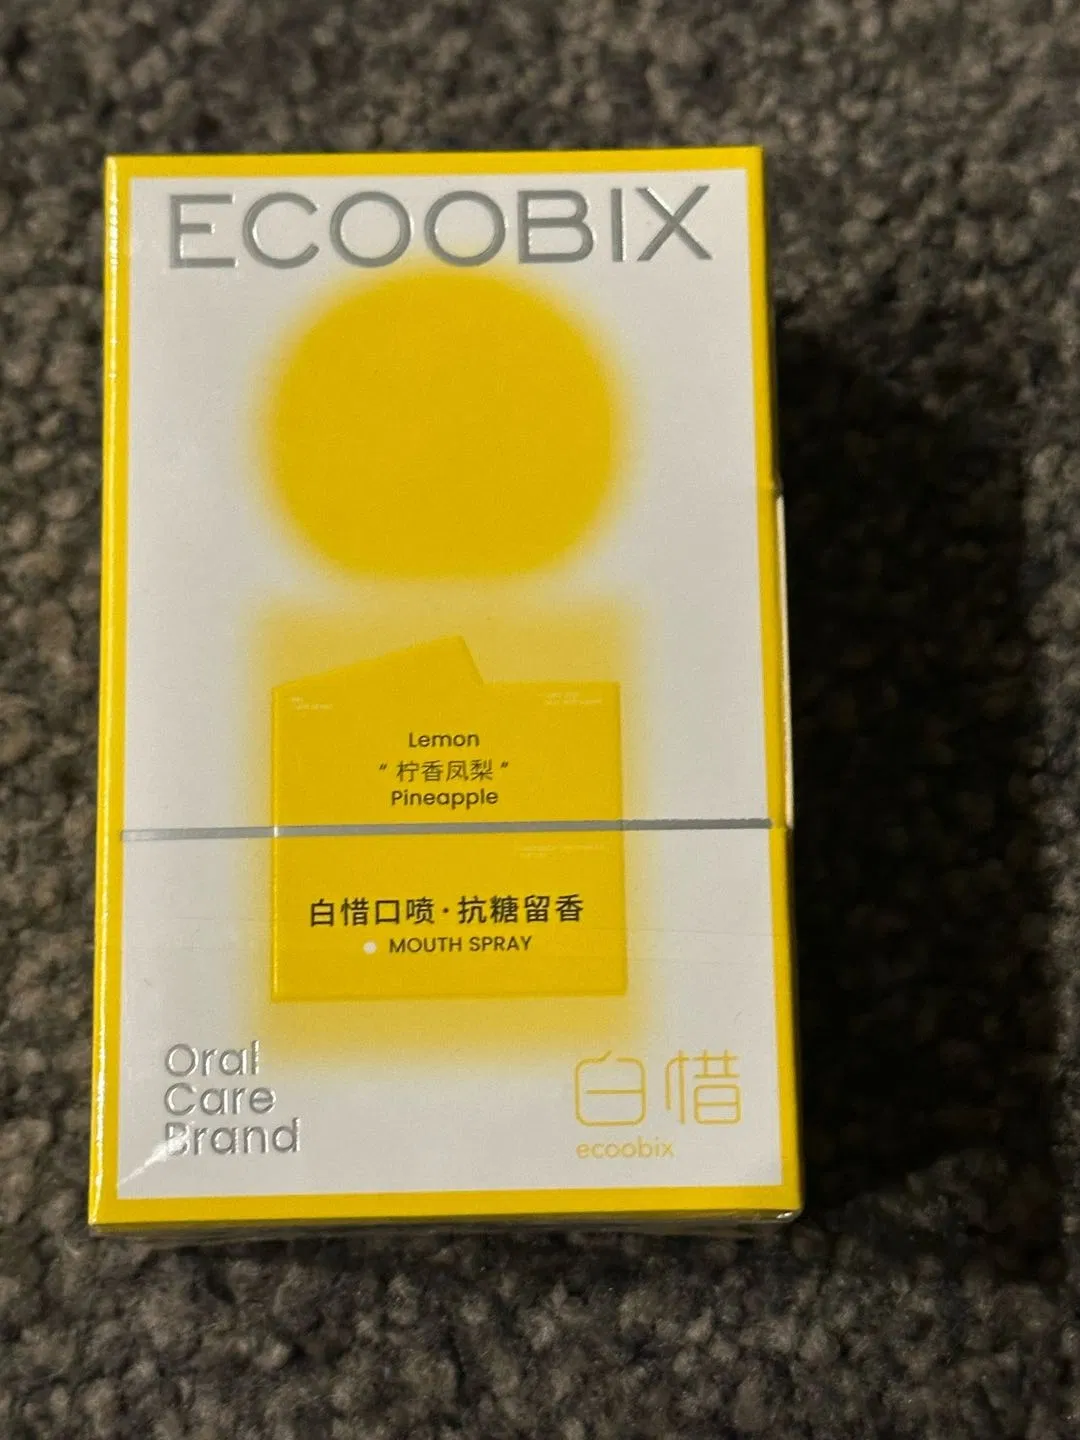 ECOOBIX
Lemon
“ 柠香凤梨 ”
Pineapple
白惜口喷·抗糖留香
MOUTH SPRAY
Oral
Care
Brand
白惜
ecoobix